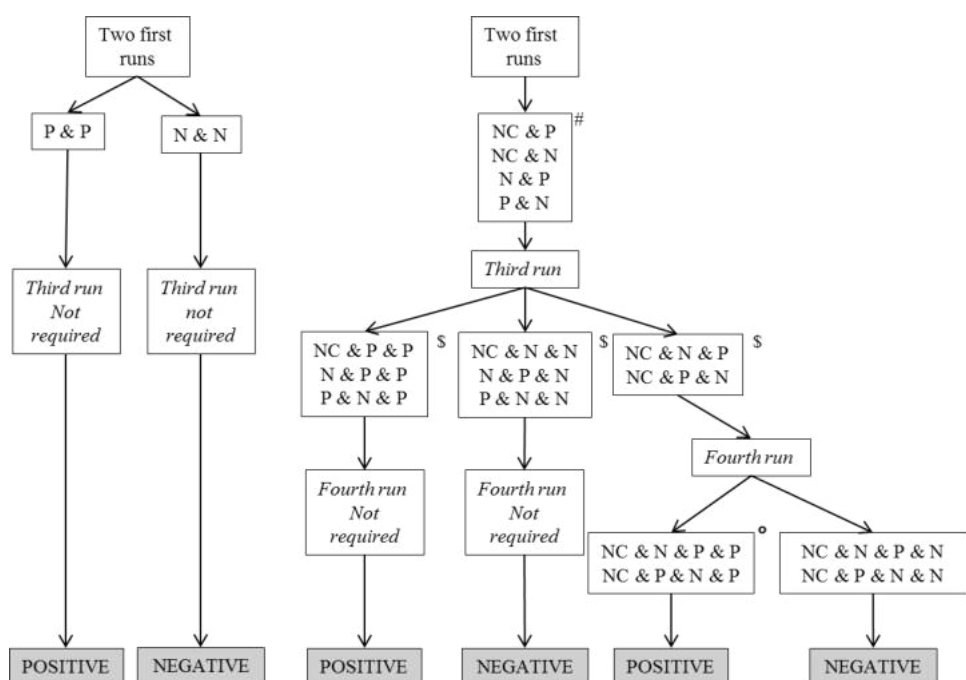 Two first
runs
P & P
N & N
Third run
Not
required
Third run
not
required
POSITIVE
NEGATIVE
Two first
runs
NC & P
NC & N
N & P
P & N
#
Third run
NC & P & P
N & P & P
P & N & P
$
NC & N & N
N & P & N
P & N & N
$
NC & N & P
NC & P & N
$
Fourth run
Not
required
Fourth run
Not
required
Fourth run
NC & N & P & P
NC & P & N & P
°
NC & N & P & N
NC & P & N & N
POSITIVE
NEGATIVE
POSITIVE
NEGATIVE